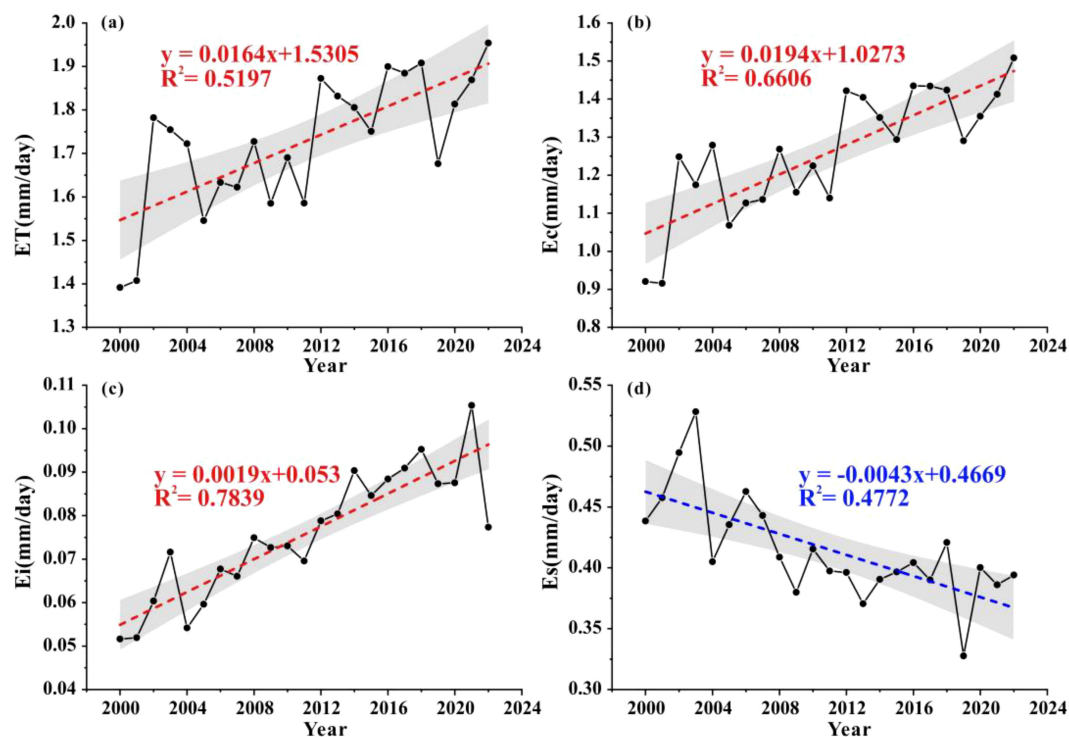 (a)
y = 0.0164x+1.5305
R²= 0.5197
ET(mm/day)
2.0
1.9
1.8
1.7
1.6
1.5
1.4
1.3
2000 2004 2008 2012 2016 2020 2024
Year
(b)
y = 0.0194x+1.0273
R²= 0.6606
Ec(mm/day)
1.6
1.5
1.4
1.3
1.2
1.1
1.0
0.9
0.8
2000 2004 2008 2012 2016 2020 2024
Year
(c)
y = 0.0019x+0.053
R²= 0.7839
Ei(mm/day)
0.11
0.10
0.09
0.08
0.07
0.06
0.05
0.04
2000 2004 2008 2012 2016 2020 2024
Year
(d)
y = -0.0043x+0.4669
R²= 0.4772
Es(mm/day)
0.55
0.50
0.45
0.40
0.35
0.30
2000 2004 2008 2012 2016 2020 2024
Year